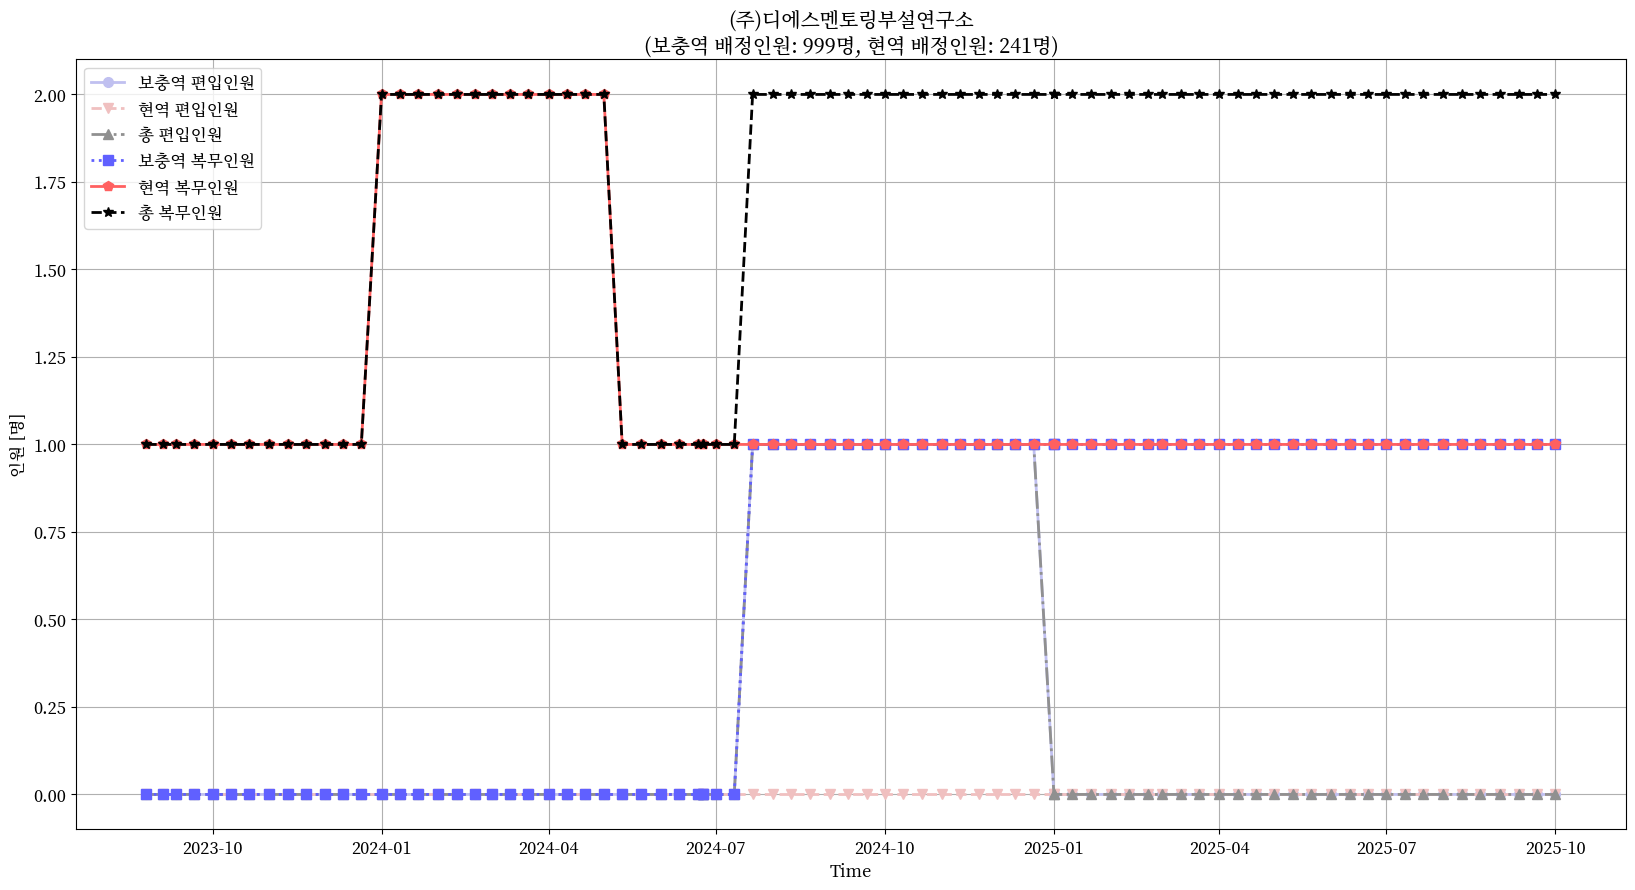 (주)디에스멘토링부설연구소
(보충역 배정인원: 999명, 현역 배정인원: 241명)
보충역 편입인원
현역 편입인원
총 편입인원
보충역 복무인원
현역 복무인원
총 복무인원
인원 [명]
2.00
1.75
1.50
1.25
1.00
0.75
0.50
0.25
0.00
2023-10
2024-01
2024-04
2024-07
2024-10
2025-01
2025-04
2025-07
2025-10
Time